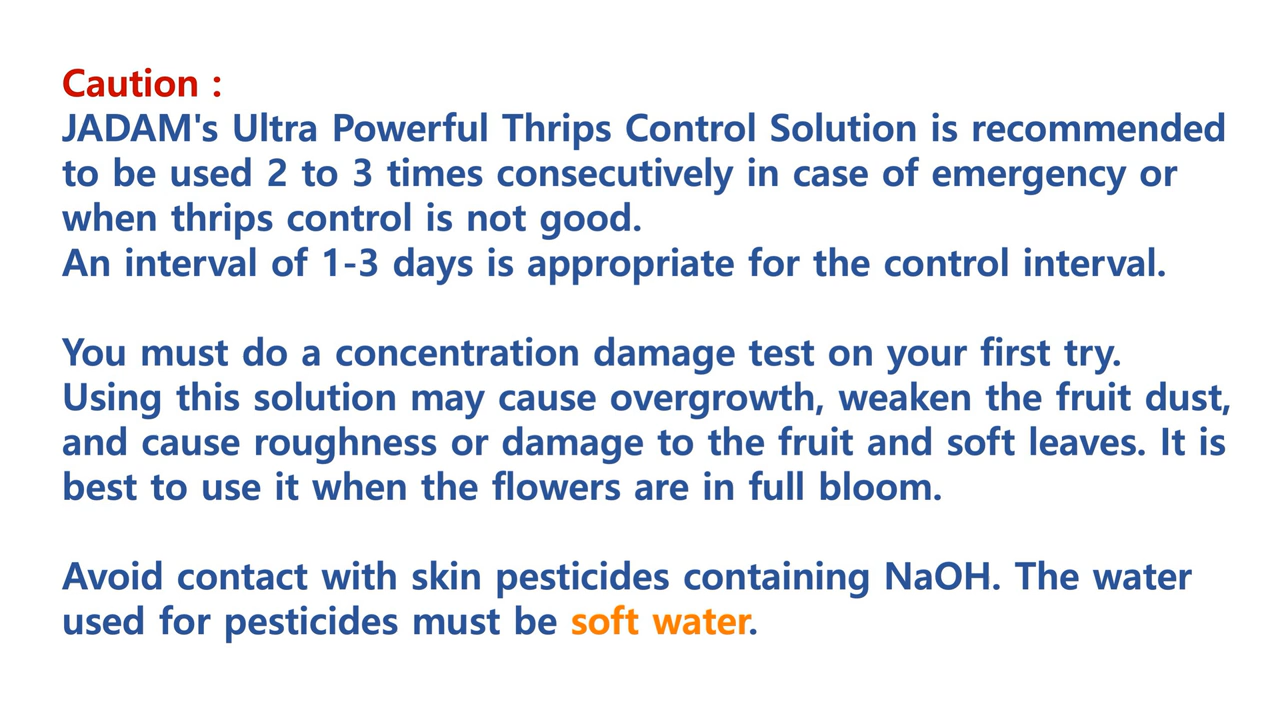 Caution :
JADAM's Ultra Powerful Thrips Control Solution is recommended
to be used 2 to 3 times consecutively in case of emergency or
when thrips control is not good.
An interval of 1-3 days is appropriate for the control interval.
You must do a concentration damage test on your first try.
Using this solution may cause overgrowth, weaken the fruit dust,
and cause roughness or damage to the fruit and soft leaves. It is
best to use it when the flowers are in full bloom.
Avoid contact with skin pesticides containing NaOH. The water
used for pesticides must be soft water.